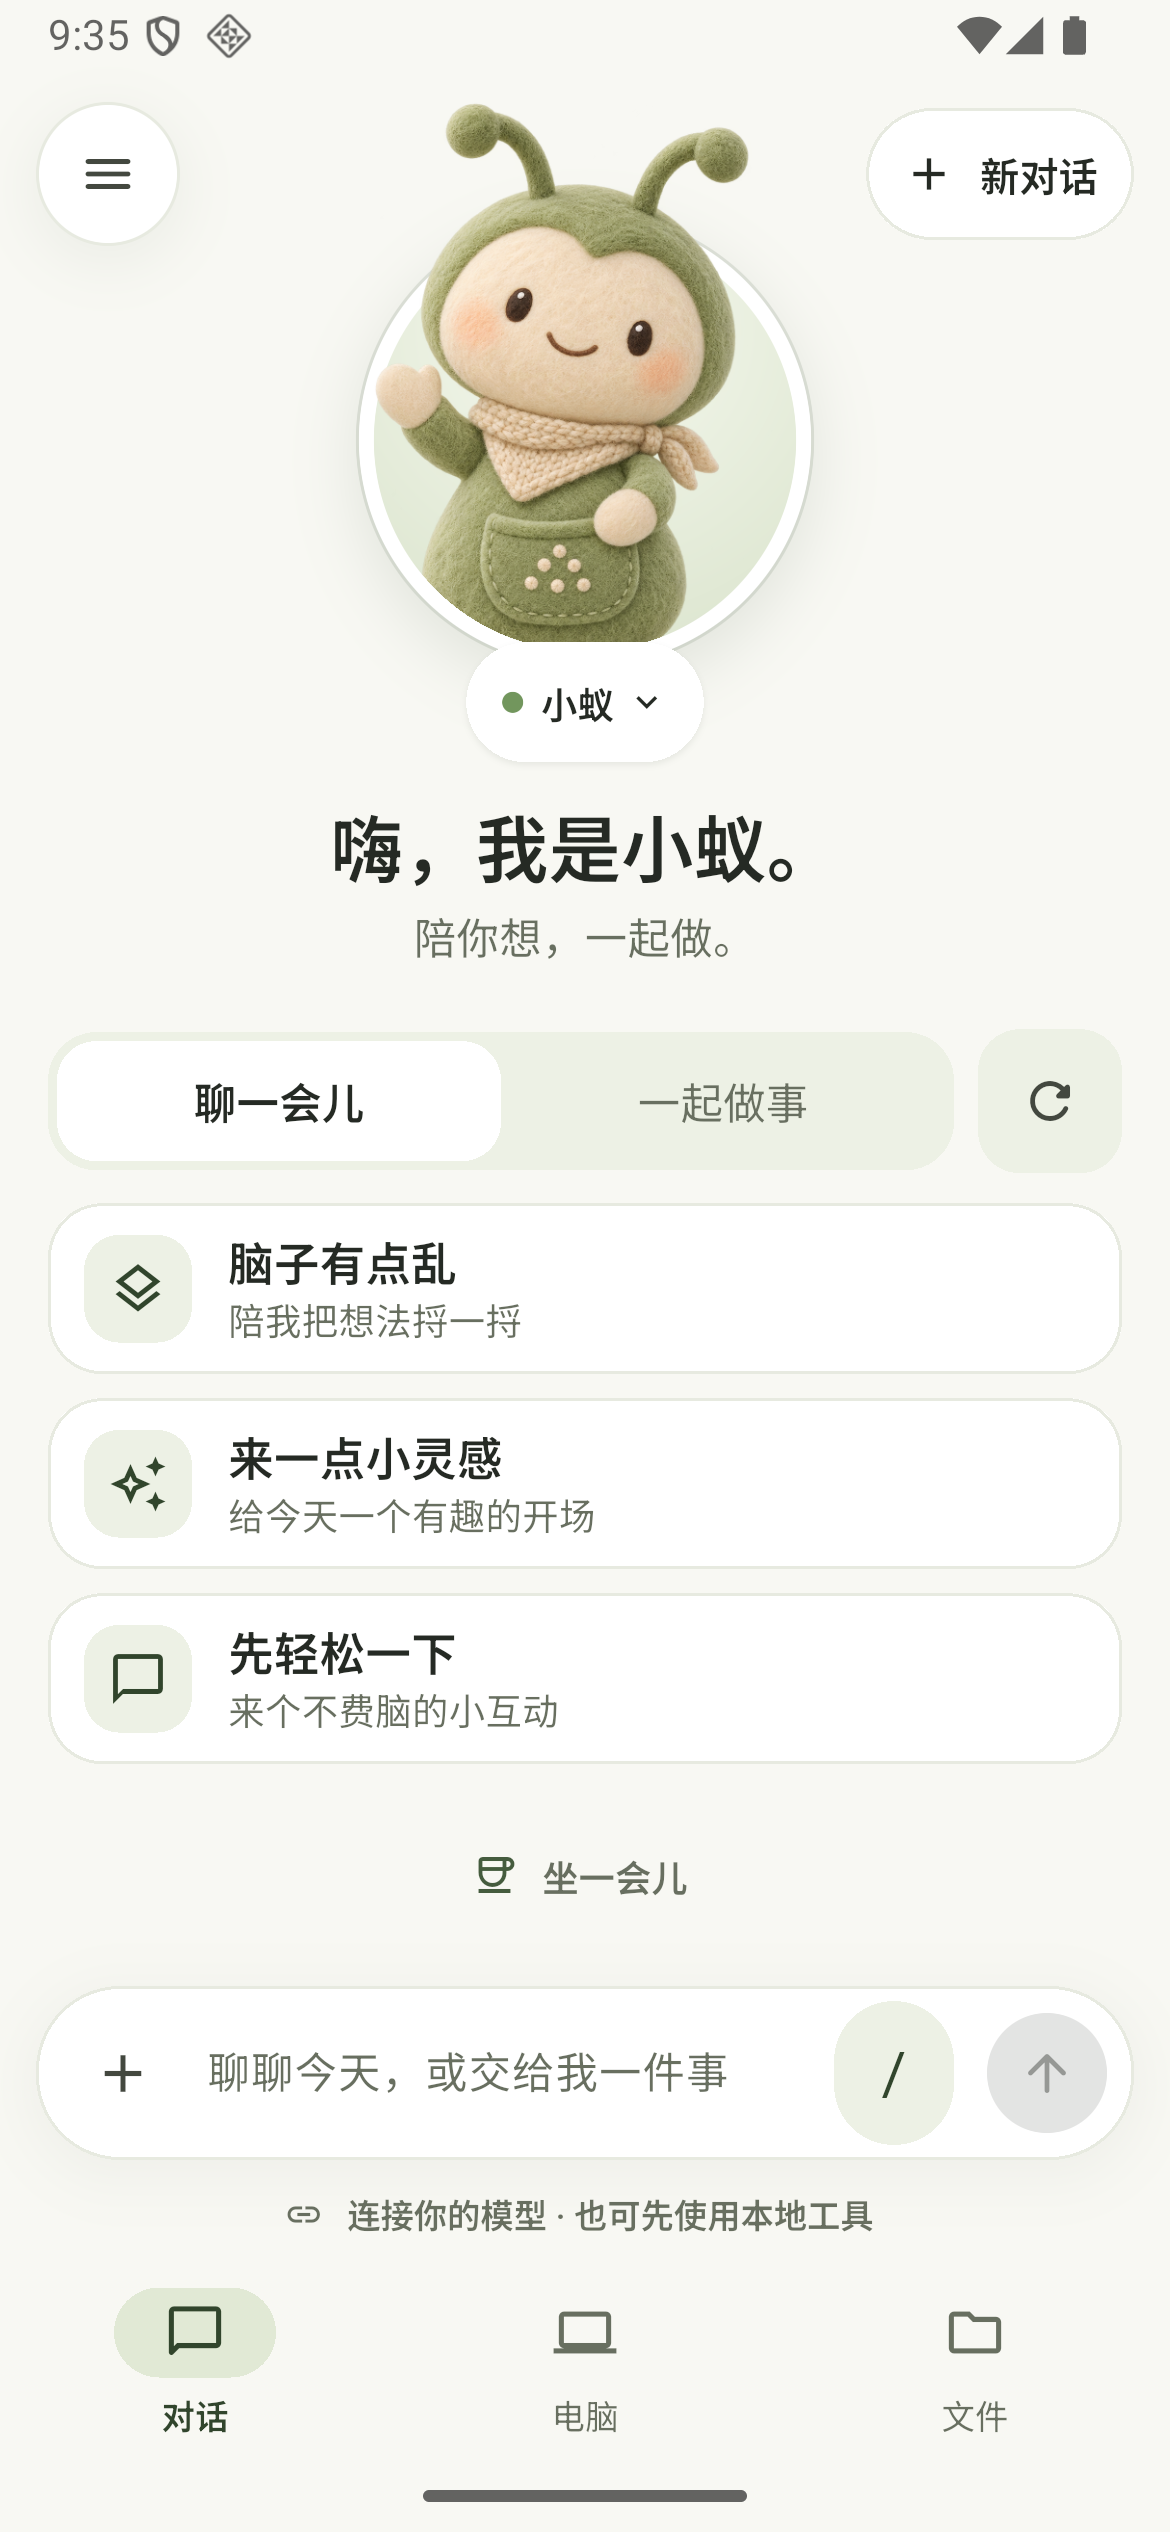 9:35
新对话
小蚁
嗨，我是小蚁。
陪你想，一起做。
聊一会儿
一起做事
脑子有点乱
陪我把想法捋一捋
来一点小灵感
给今天一个有趣的开场
先轻松一下
来个不费脑的小互动
坐一会儿
聊聊今天，或交给我一件事
/
连接你的模型 · 也可先使用本地工具
对话
电脑
文件